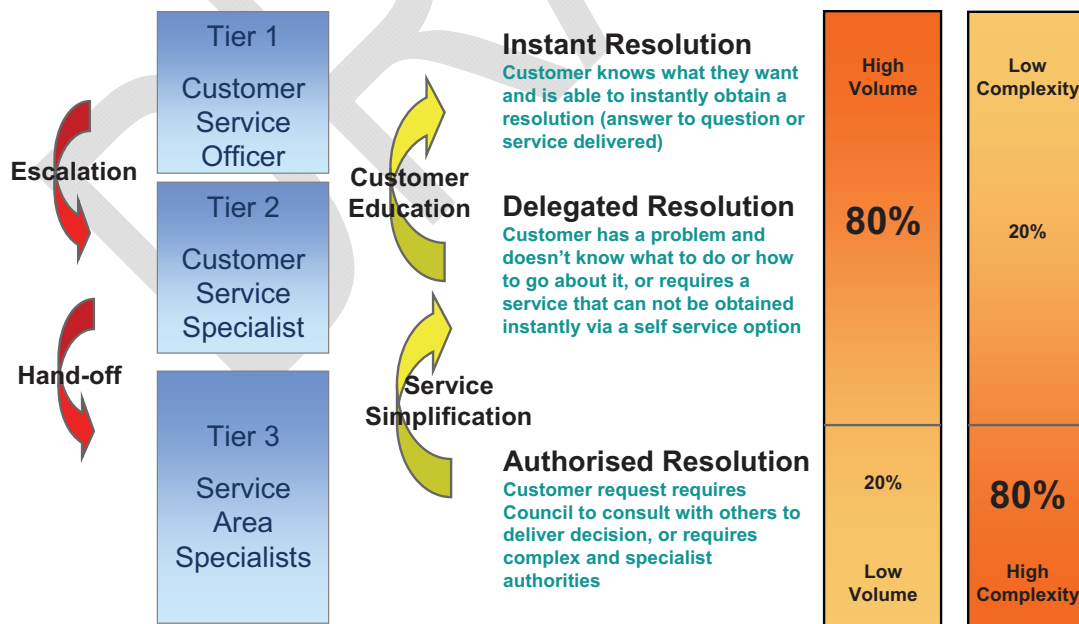 Tier 1
Customer
Service
Officer
Escalation
Tier 2
Customer
Service
Specialist
Hand-off
Tier 3
Service
Area
Specialists
Customer
Education
Service
Simplification
Instant Resolution
Customer knows what they want
and is able to instantly obtain a
resolution (answer to question or
service delivered)
Delegated Resolution
Customer has a problem and
doesn’t know what to do or how
to go about it, or requires a
service that can not be obtained
instantly via a self service option
Authorised Resolution
Customer request requires
Council to consult with others to
deliver decision, or requires
complex and specialist
authorities
High
Volume
80%
20%
Low
Volume
Low
Complexity
20%
80%
High
Complexity